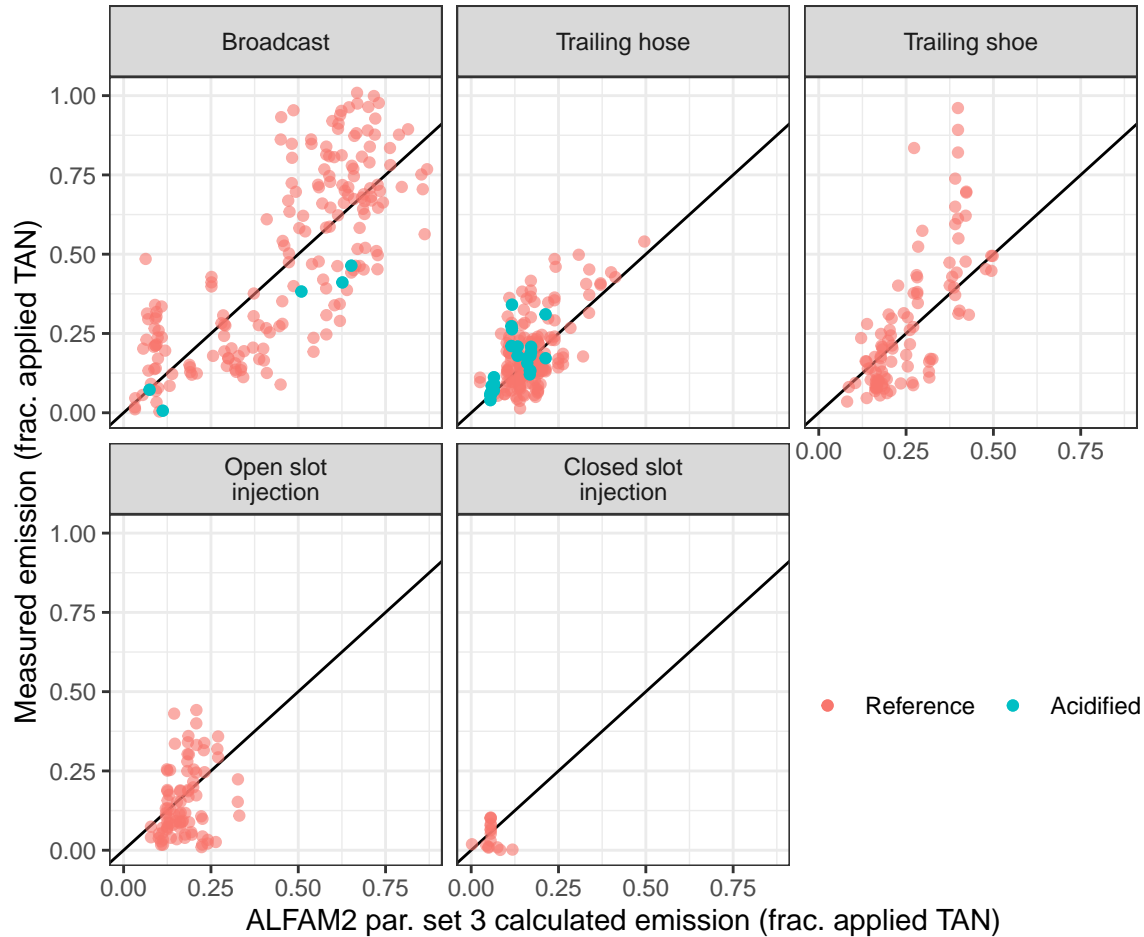 Broadcast
Trailing hose
Trailing shoe
1.00
0.75
0.50
0.25
0.00
0.00
0.25
0.50
0.75
Open slot
injection
Closed slot
injection
1.00
0.75
0.50
0.25
0.00
0.00
0.25
0.50
0.75
0.00
0.25
0.50
0.75
Measured emission (frac. applied TAN)
ALFAM2 par. set 3 calculated emission (frac. applied TAN)
Reference
Acidified